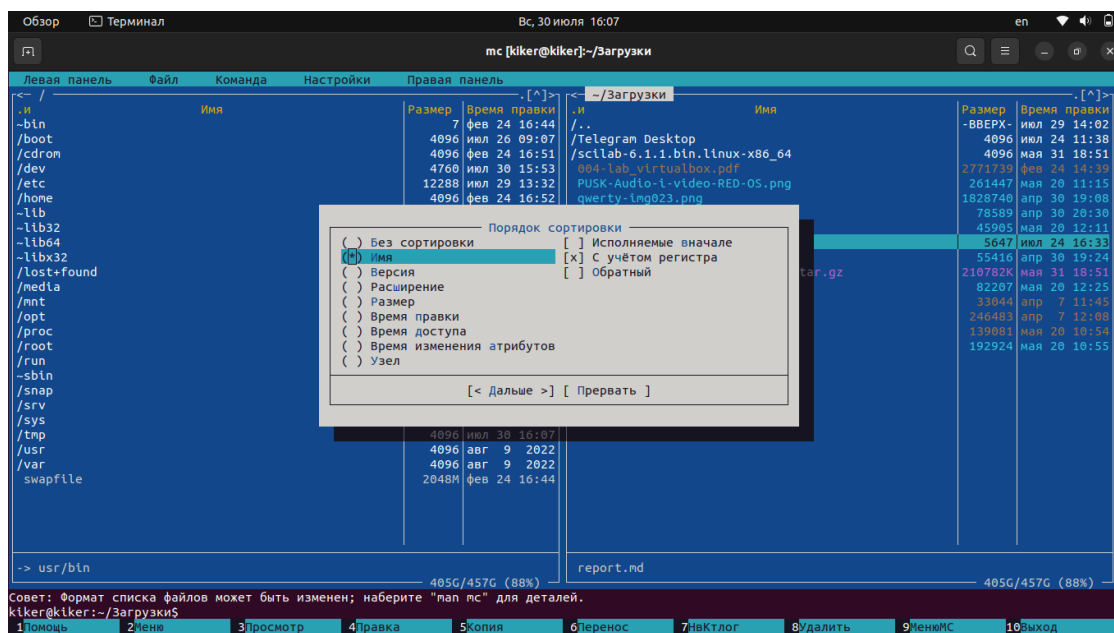 Обзор Терминал Вс, 30 июля 16:07 en
mc [kiker@kiker]:~/Загрузки
Левая панель Файл Команда Настройки Правая панель
<─ / .[^]>
.и Имя Размер Время правки
~bin 7 фев 24 16:44
/boot 4096 июл 26 09:07
/cdrom 4096 фев 24 16:51
/dev 4760 июл 30 15:53
/etc 12288 июл 29 13:32
/home 4096 фев 24 16:52
~lib
~lib32
~lib64
~libx32
/lost+found
/media
/mnt
/opt
/proc
/root
/run
~sbin
/snap
/srv
/sys
/tmp 4096 июл 30 16:07
/usr 4096 авг 9 2022
/var 4096 авг 9 2022
swapfile 2048M фев 24 16:44
-> usr/bin
405G/457G (88%)
<─ ~/Загрузки .[^]>
.и Имя Размер Время правки
/.. -ВВЕРХ- июл 29 14:02
/Telegram Desktop 4096 июл 24 11:38
/scilab-6.1.1.bin.linux-x86_64 4096 мая 31 18:51
004-lab_virtualbox.pdf 2771739 фев 24 14:39
PUSK-Audio-i-video-RED-OS.png 261447 мая 20 11:15
qwerty-img023.png 1828740 апр 30 19:08
78589 апр 30 20:30
45905 мая 20 12:11
5647 июл 24 16:33
55416 апр 30 19:24
tar.gz 210782K мая 31 18:51
82207 мая 20 12:25
33044 апр 7 11:45
246483 апр 7 12:08
139081 мая 20 10:54
192924 мая 20 10:55
report.md
405G/457G (88%)
Порядок сортировки
( ) Без сортировки [ ] Исполняемые вначале
(*) Имя [x] С учётом регистра
( ) Версия [ ] Обратный
( ) Расширение
( ) Размер
( ) Время правки
( ) Время доступа
( ) Время изменения атрибутов
( ) Узел
[< Дальше >] [ Прервать ]
Совет: Формат списка файлов может быть изменен; наберите "man mc" для деталей.
kiker@kiker:~/Загрузки$
1Помощь 2Меню 3Просмотр 4Правка 5Копия 6Перенос 7НвКтлог 8Удалить 9МенюMC 10Выход